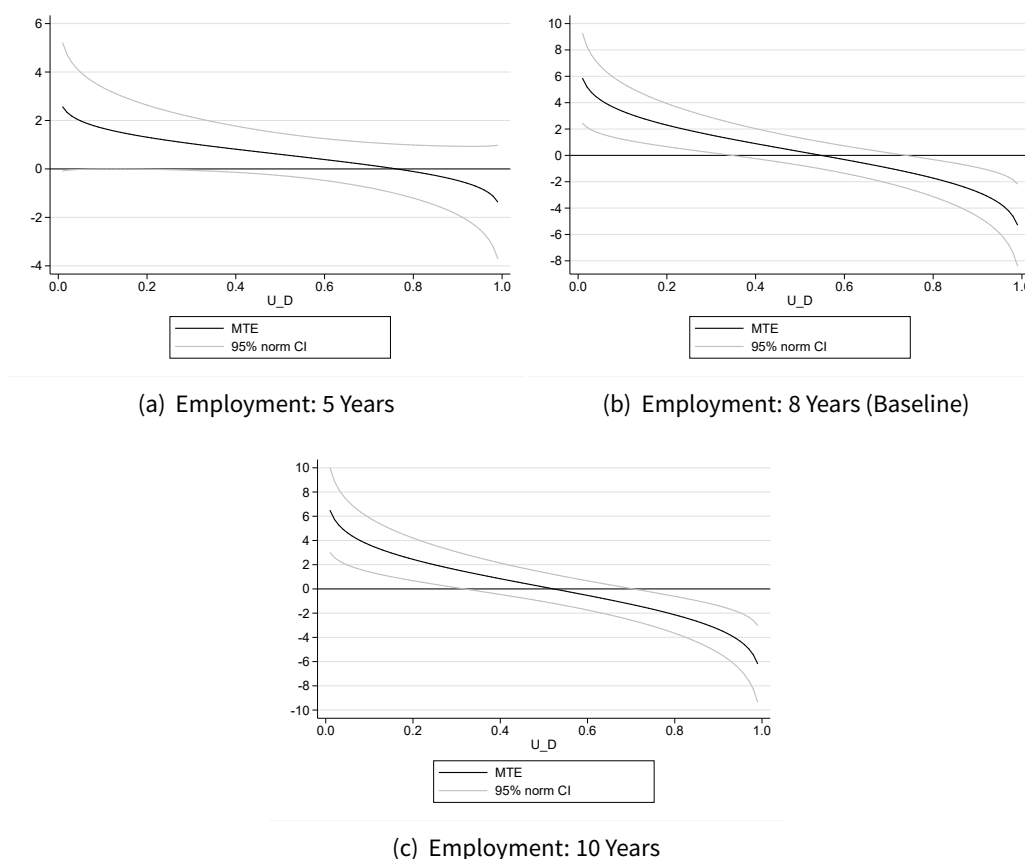 6
4
2
0
-2
-4
0.0 0.2 0.4 0.6 0.8 1.0
U_D
MTE
95% norm CI
(a) Employment: 5 Years
10
8
6
4
2
0
-2
-4
-6
-8
0.0 0.2 0.4 0.6 0.8 1.0
U_D
MTE
95% norm CI
(b) Employment: 8 Years (Baseline)
10
8
6
4
2
0
-2
-4
-6
-8
-10
0.0 0.2 0.4 0.6 0.8 1.0
U_D
MTE
95% norm CI
(c) Employment: 10 Years